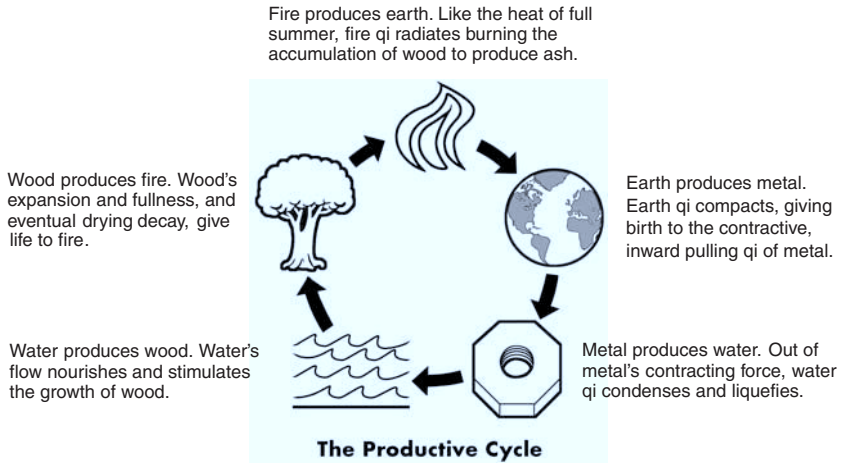 Fire produces earth. Like the heat of full
summer, fire qi radiates burning the
accumulation of wood to produce ash.
Wood produces fire. Wood's
expansion and fullness, and
eventual drying decay, give
life to fire.
Earth produces metal.
Earth qi compacts, giving
birth to the contractive,
inward pulling qi of metal.
Water produces wood. Water's
flow nourishes and stimulates
the growth of wood.
Metal produces water. Out of
metal's contracting force, water
qi condenses and liquefies.
The Productive Cycle